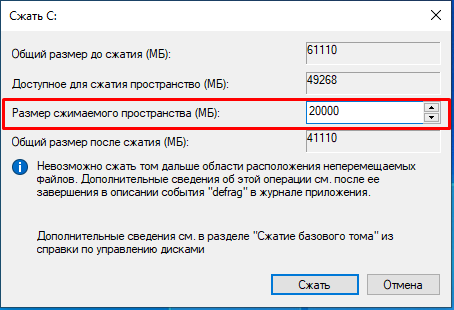 Сжать C:
Общий размер до сжатия (МБ): 61110
Доступное для сжатия пространство (МБ): 49268
Размер сжимаемого пространства (МБ): 20000
Общий размер после сжатия (МБ): 41110
Невозможно сжать том дальше области расположения неперемещаемых
файлов. Дополнительные сведения об этой операции см. после ее
завершения в описании события "defrag" в журнале приложения.
Дополнительные сведения см. в разделе "Сжатие базового тома" из
справки по управлению дисками
Сжать Отмена